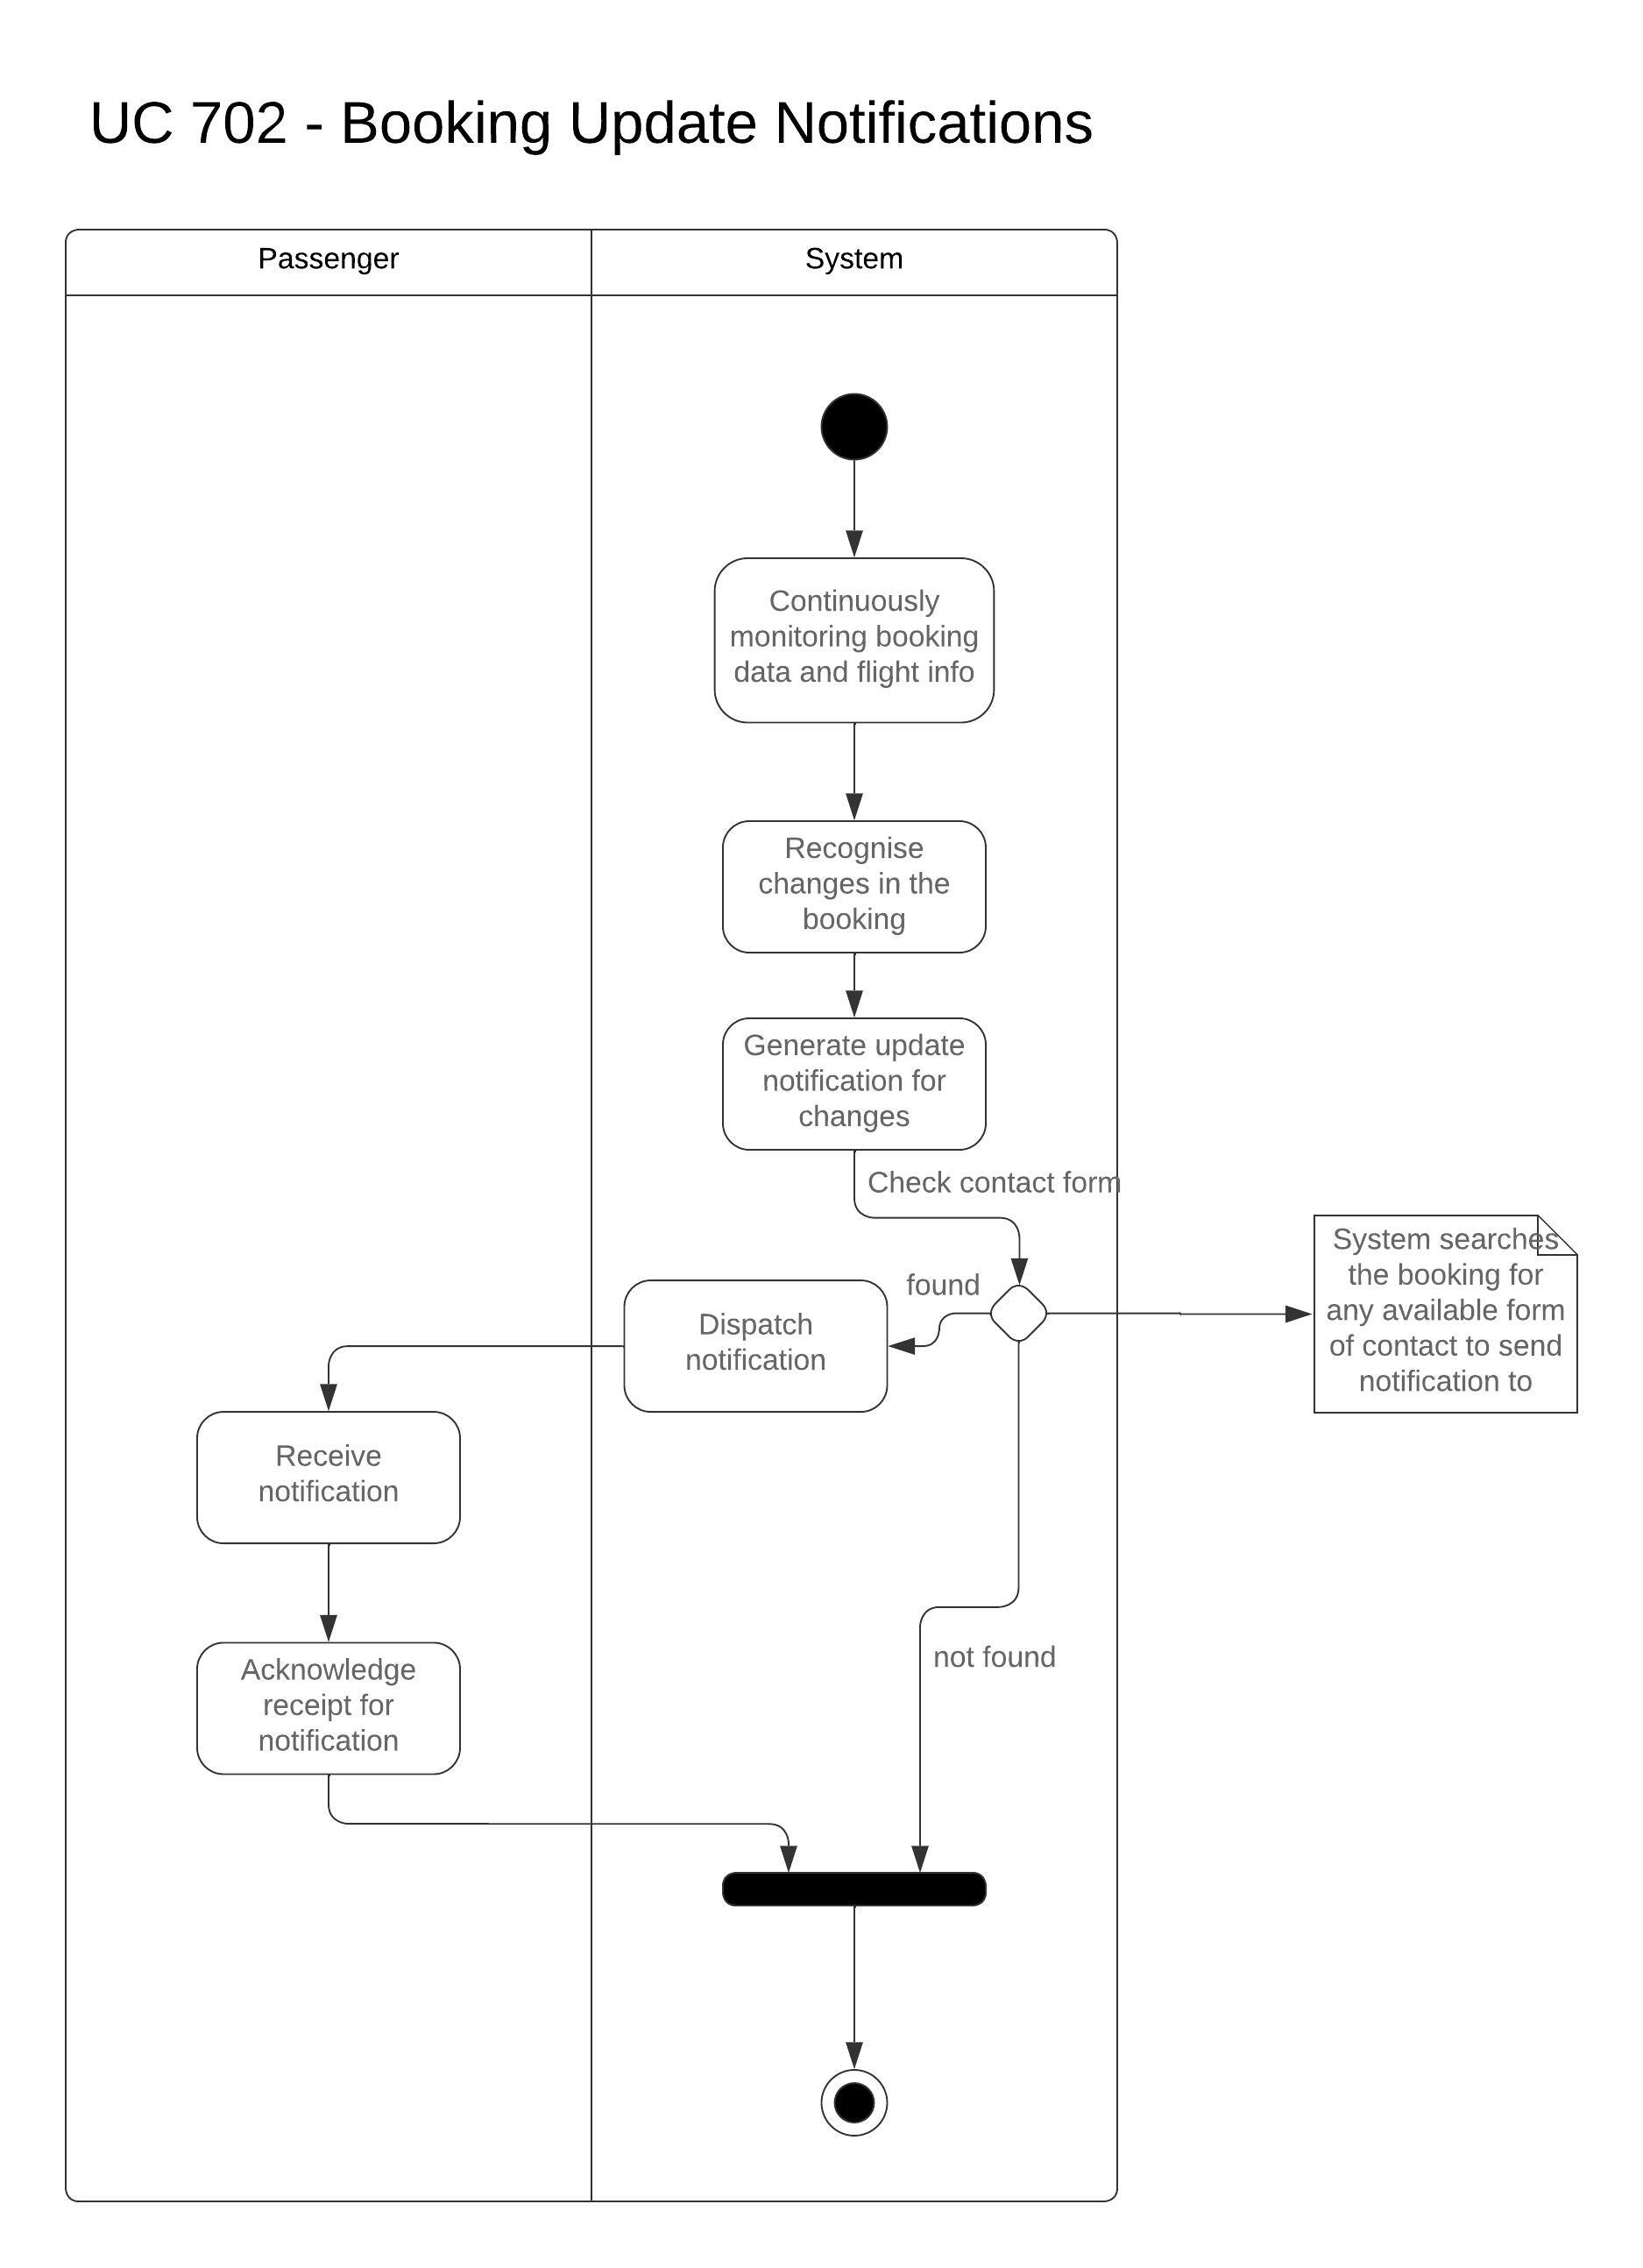 UC 702 - Booking Update Notifications
Passenger
System
Continuously
monitoring booking
data and flight info
Recognise
changes in the
booking
Generate update
notification for
changes
Check contact form
found
System searches
the booking for
any available form
of contact to send
notification to
Dispatch
notification
Receive
notification
not found
Acknowledge
receipt for
notification